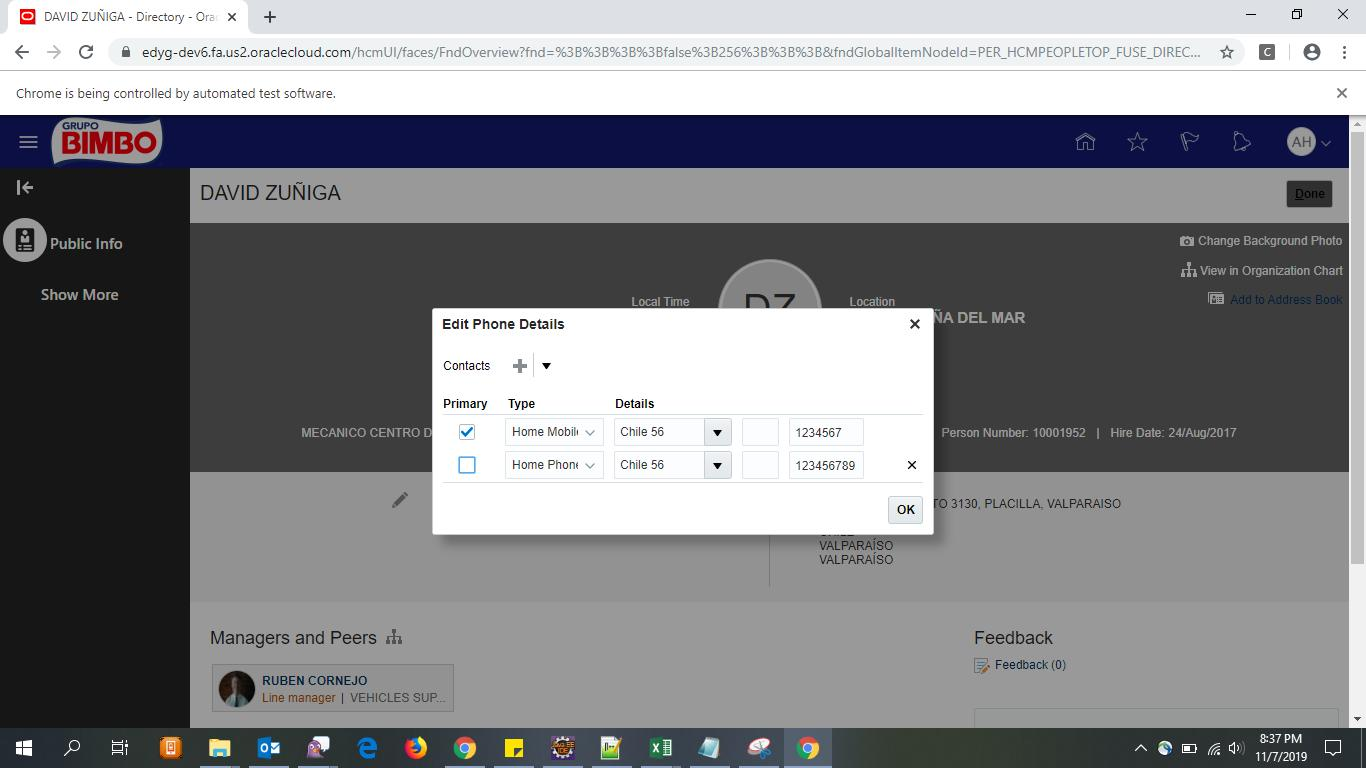 DAVID ZUÑIGA - Directory - Orac
edyg-dev6.fa.us2.oraclecloud.com/hcmUI/faces/FndOverview?fnd=%3B%3B%3B%3Bfalse%3B256%3B%3B%3B&fndGlobalItemNodeId=PER_HCMPEOPLETOP_FUSE_DIREC...
C
Chrome is being controlled by automated test software.
GRUPO
BIMBO
AH
DAVID ZUÑIGA
Done
Public Info
Show More
Change Background Photo
View in Organization Chart
Add to Address Book
Local Time
DZ
Location
ÑA DEL MAR
Edit Phone Details
Contacts
Primary Type Details
Home Mobile Chile 56 1234567
Home Phone Chile 56 123456789
OK
MECANICO CENTRO D
Person Number: 10001952 | Hire Date: 24/Aug/2017
TO 3130, PLACILLA, VALPARAISO
VALPARAÍSO
VALPARAÍSO
Managers and Peers
RUBEN CORNEJO
Line manager | VEHICLES SUP...
Feedback
Feedback (0)
8:37 PM
11/7/2019